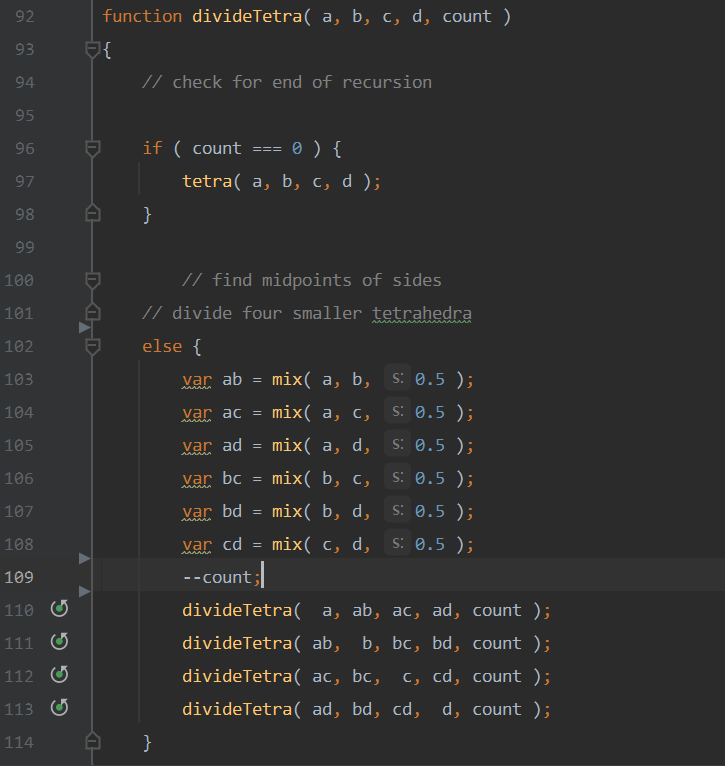 92 function divideTetra( a, b, c, d, count )
93 {
94     // check for end of recursion
95
96     if ( count === 0 ) {
97         tetra( a, b, c, d );
98     }
99
100         // find midpoints of sides
101     // divide four smaller tetrahedra
102     else {
103         var ab = mix( a, b, s: 0.5 );
104         var ac = mix( a, c, s: 0.5 );
105         var ad = mix( a, d, s: 0.5 );
106         var bc = mix( b, c, s: 0.5 );
107         var bd = mix( b, d, s: 0.5 );
108         var cd = mix( c, d, s: 0.5 );
109         --count;
110         divideTetra(  a, ab, ac, ad, count );
111         divideTetra( ab,  b, bc, bd, count );
112         divideTetra( ac, bc,  c, cd, count );
113         divideTetra( ad, bd, cd,  d, count );
114     }